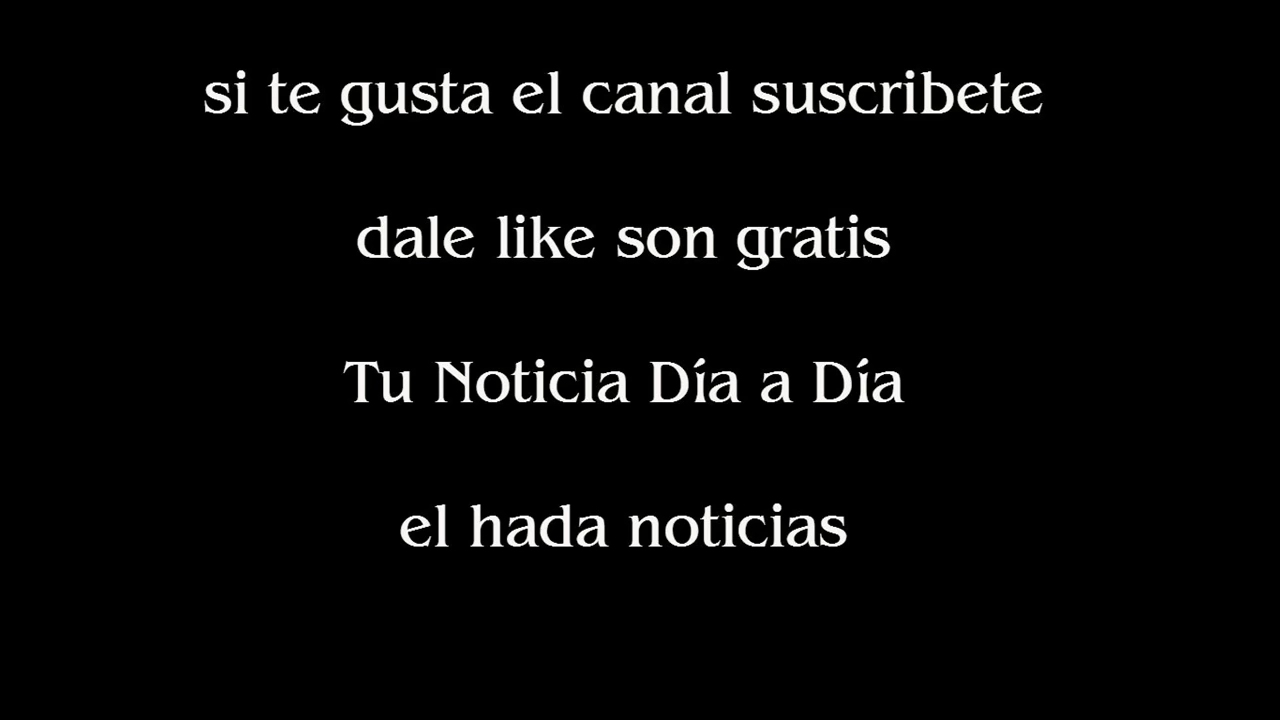 si te gusta el canal suscribete
dale like son gratis
Tu Noticia Día a Día
el hada noticias